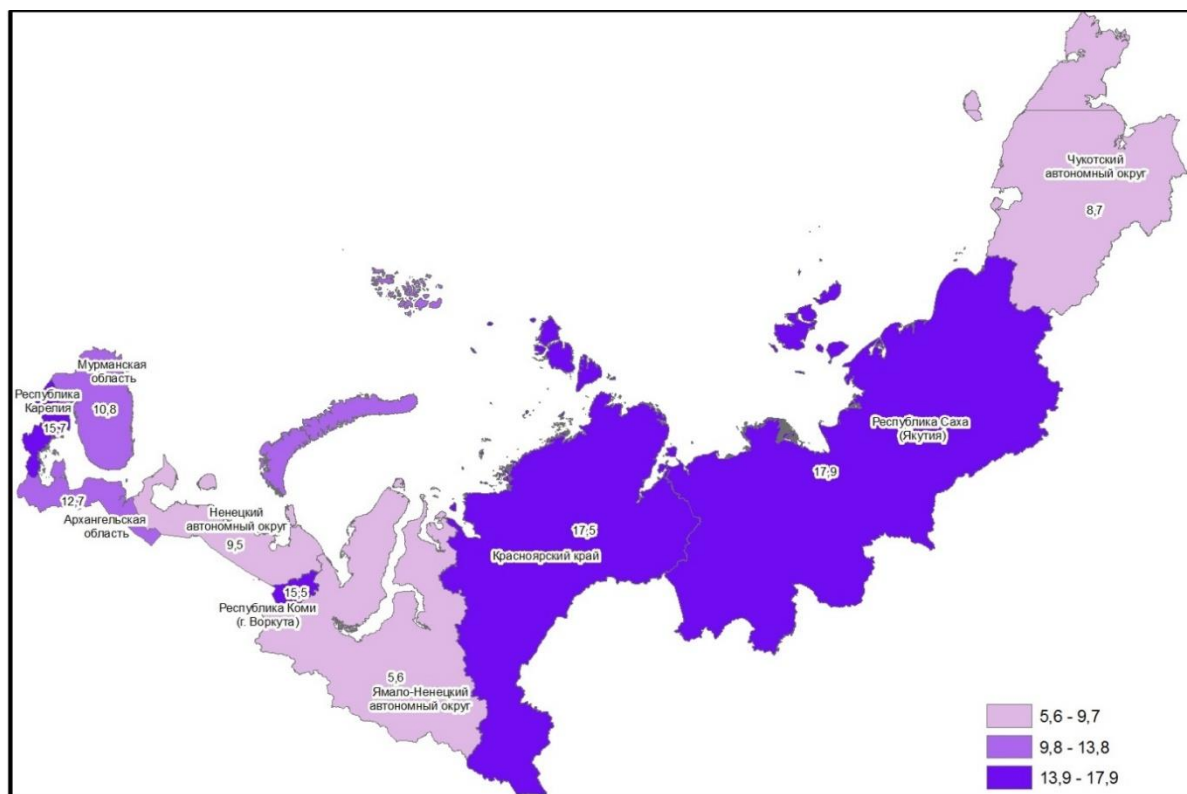 Чукотский
автономный округ
8,7
Мурманская
область
10,8
Республика
Карелия
15,7
Республика Саха
(Якутия)
17,9
12,7
Архангельская
область
Ненецкий
автономный округ
9,5
17,5
Красноярский край
15,5
Республика Коми
(г. Воркута)
5,6
Ямало-Ненецкий
автономный округ
5,6 - 9,7
9,8 - 13,8
13,9 - 17,9